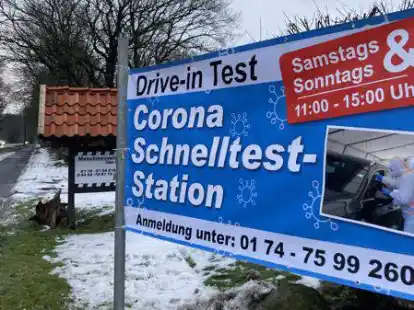 Drive-in Test
Samstags &
Sonntags
11:00 - 15:00 Uh
Corona
Schnelltest-
Station
Anmeldung unter: 01 74 - 75 99 260